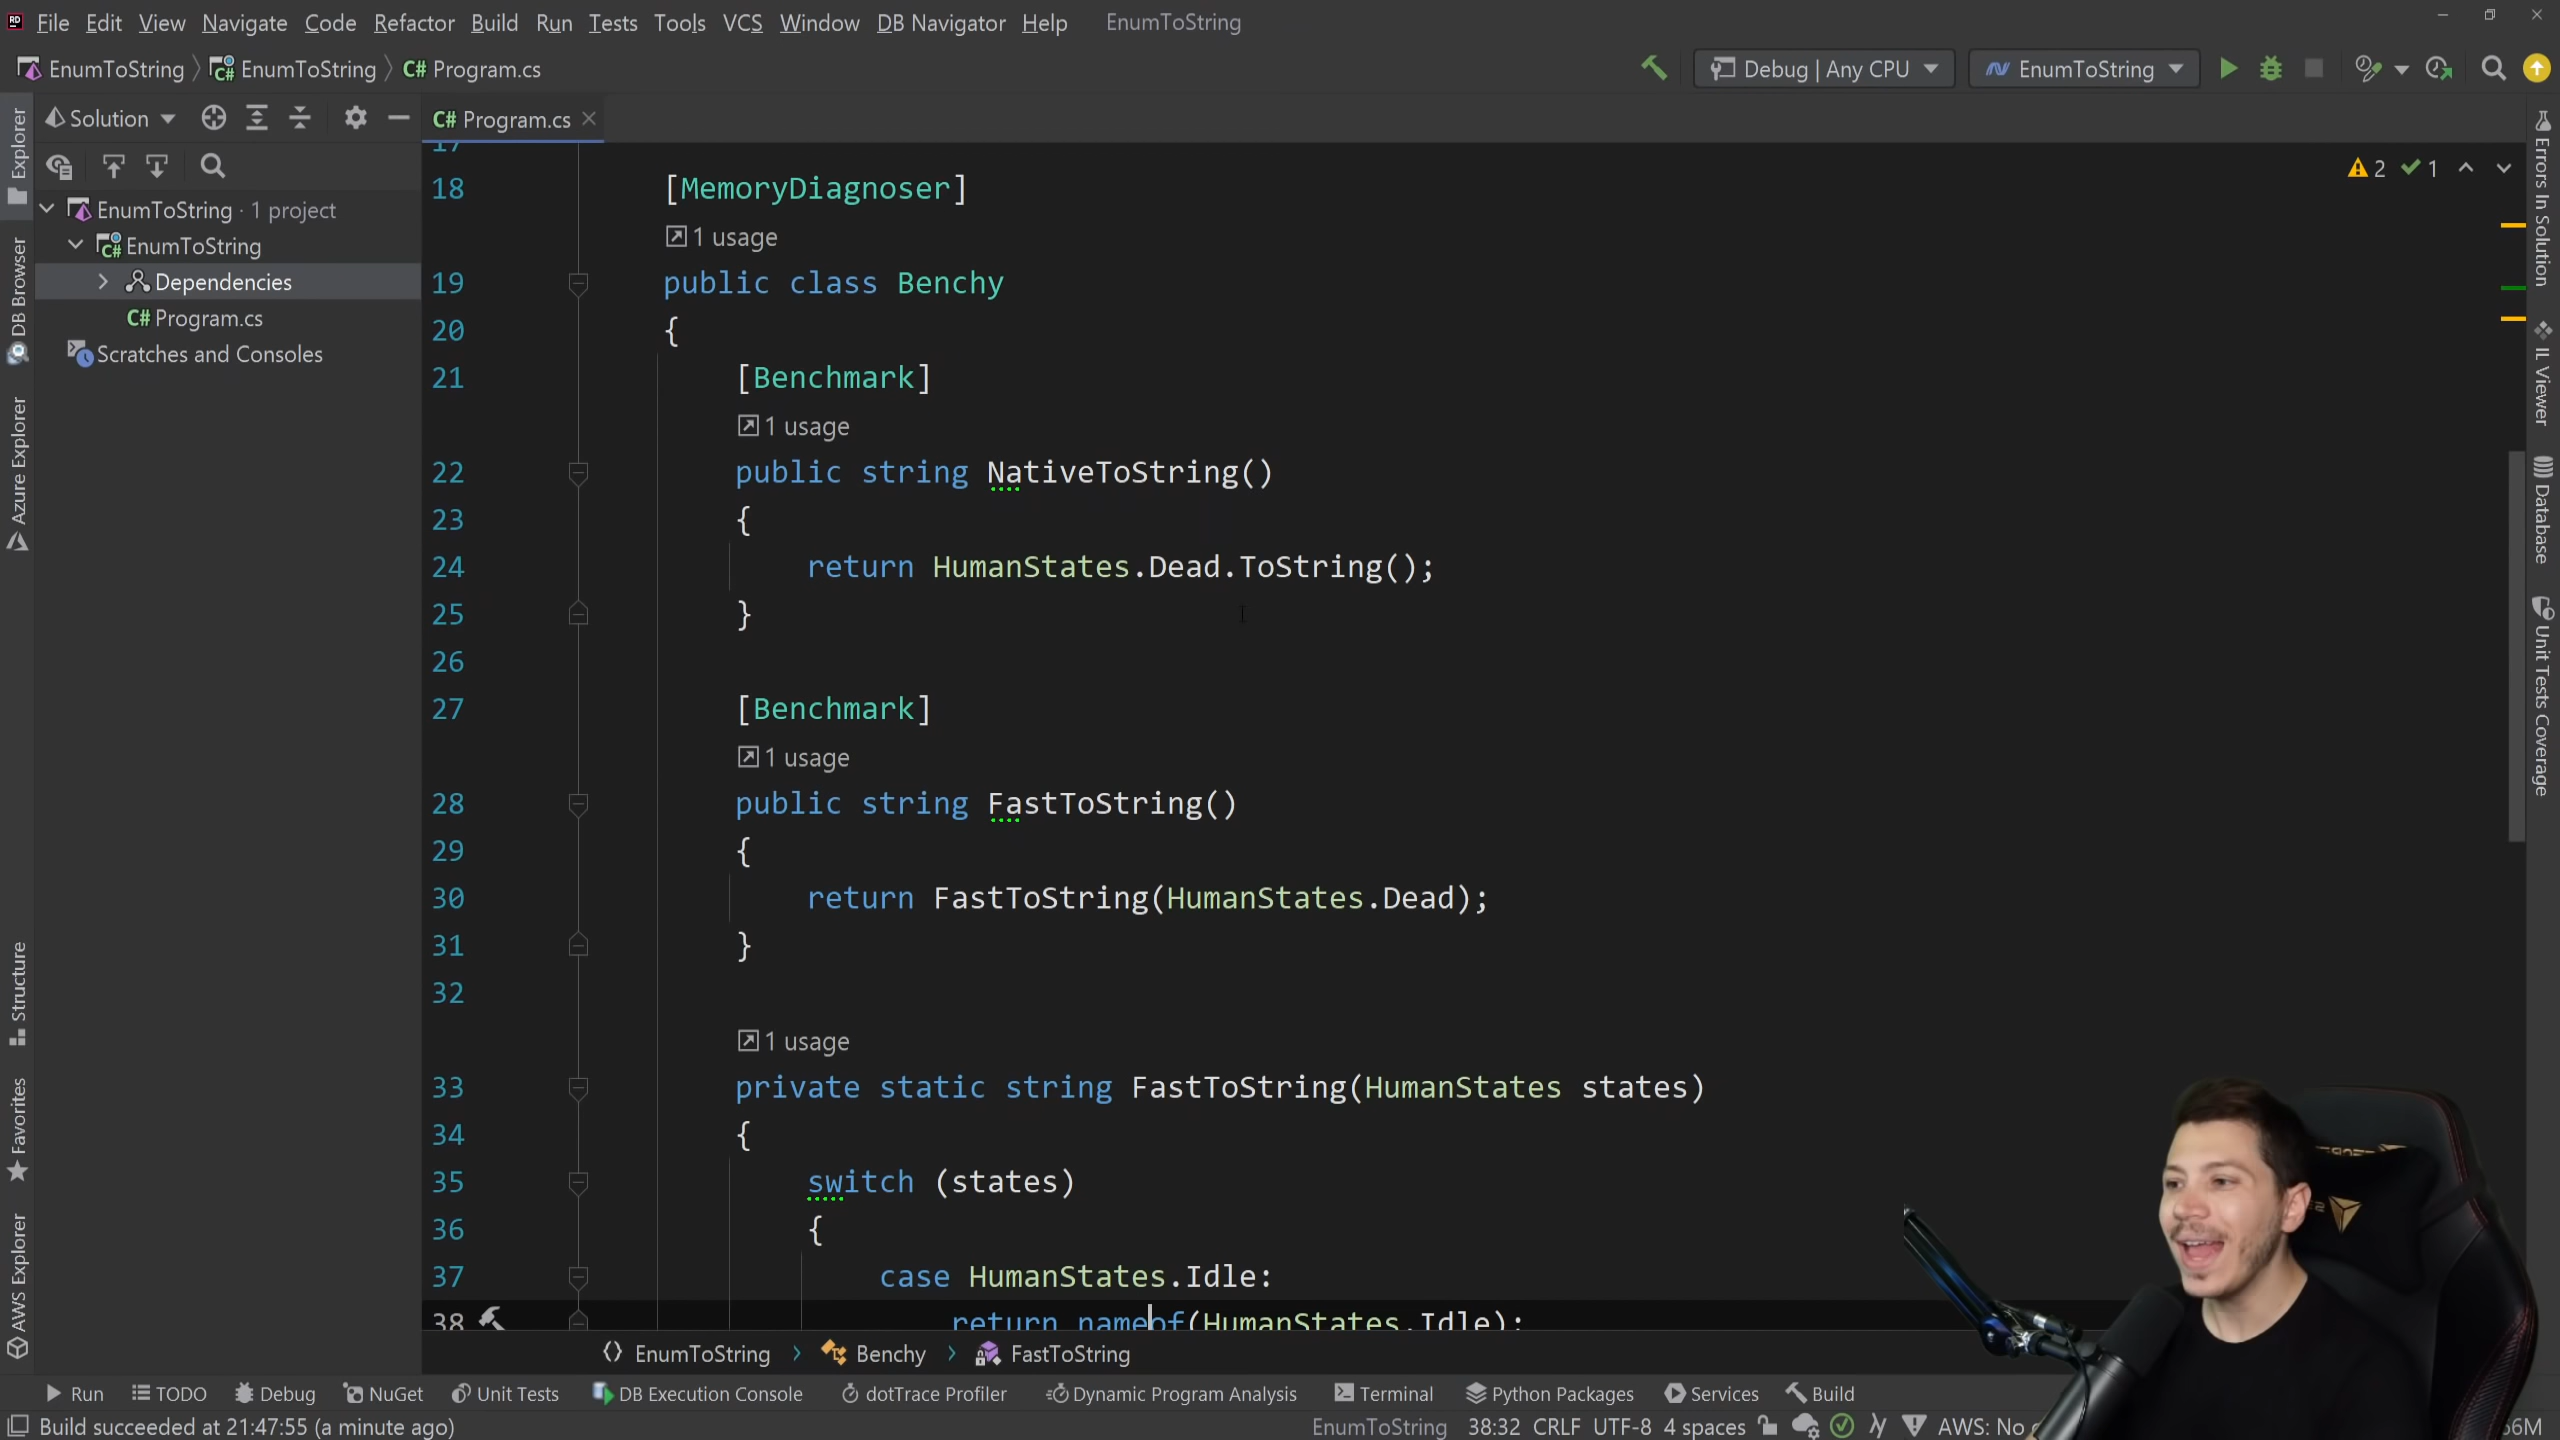 File Edit View Navigate Code Refactor Build Run Tests Tools VCS Window DB Navigator Help EnumToString
EnumToString EnumToString C# Program.cs Debug | Any CPU EnumToString
Solution
C# Program.cs
Explorer
DB Browser
Azure Explorer
Structure
Favorites
AWS Explorer
EnumToString · 1 project
EnumToString
Dependencies
C# Program.cs
Scratches and Consoles
2 1
17
18 [MemoryDiagnoser]
1 usage
19 public class Benchy
20 {
21 [Benchmark]
1 usage
22 public string NativeToString()
23 {
24 return HumanStates.Dead.ToString();
25 }
26
27 [Benchmark]
1 usage
28 public string FastToString()
29 {
30 return FastToString(HumanStates.Dead);
31 }
32
1 usage
33 private static string FastToString(HumanStates states)
34 {
35 switch (states)
36 {
37 case HumanStates.Idle:
38 return nameof(HumanStates.Idle);
Errors In Solution
IL Viewer
Database
Unit Tests Coverage
EnumToString Benchy FastToString
Run TODO Debug NuGet Unit Tests DB Execution Console dotTrace Profiler Dynamic Program Analysis Terminal Python Packages Services Build
Build succeeded at 21:47:55 (a minute ago) EnumToString 38:32 CRLF UTF-8 4 spaces AWS: No